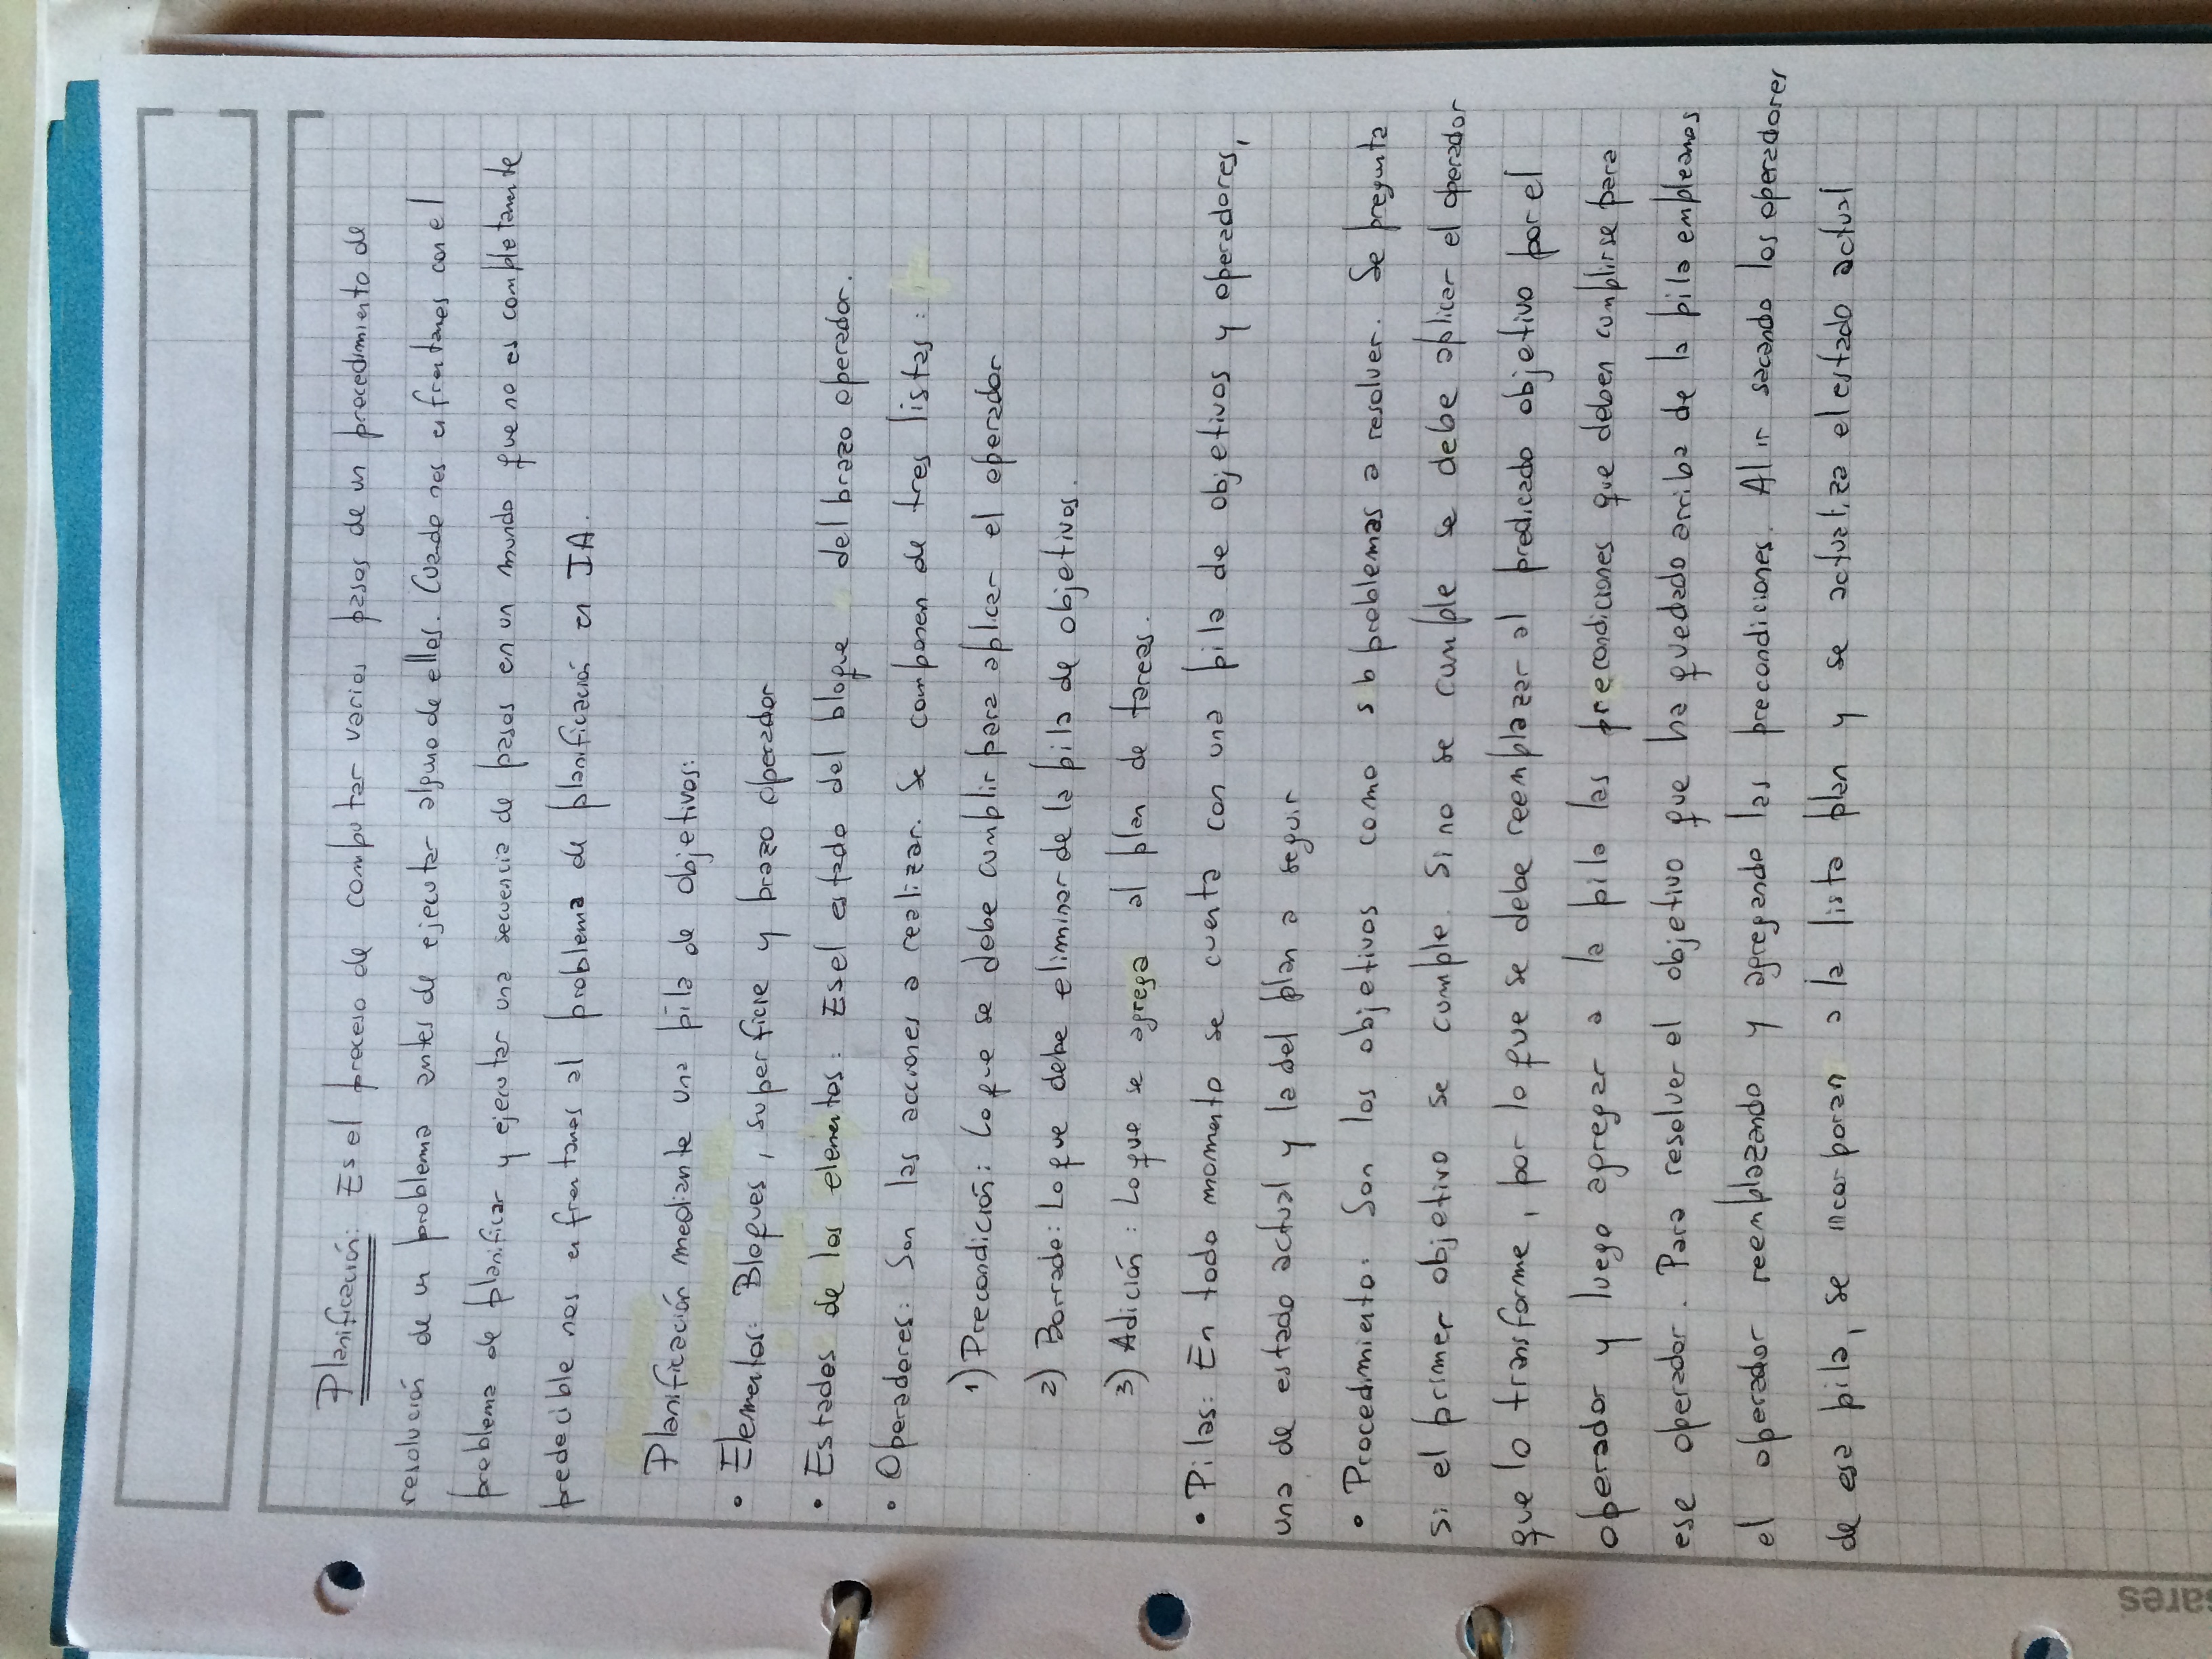 Planificación: Es el proceso de computar varios pasos de un procedimiento de
resolución de un problema antes de ejecutar alguno de ellos. Cuando nos enfrentamos con el
problema de planificar y ejecutar una secuencia de pasos en un mundo que no es completamente
predecible nos enfrentamos al problema de planificación en IA.
Planificación mediante una pila de objetivos:
• Elementos: Bloques, superficie y brazo operador
• Estados de los elementos: Es el estado del bloque del brazo operador.
• Operadores: Son las acciones a realizar. Se componen de tres listas:
1) Precondición: Lo que se debe cumplir para aplicar el operador
2) Borrado: Lo que debe eliminar de la pila de objetivos.
3) Adición: Lo que se agrega al plan de tareas.
• Pilas: En todo momento se cuenta con una pila de objetivos y operadores,
una de estado actual y la del plan a seguir
• Procedimiento: Son los objetivos como sb problemas a resolver. Se pregunta
si el primer objetivo se cumple. Si no se cumple se debe aplicar el operador
que lo transforme, por lo que se debe reemplazar al predicado objetivo por el
operador y luego agregar a la pila las precondiciones que deben cumplirse para
ese operador. Para resolver el objetivo que ha quedado arriba de la pila empleamos
el operador reemplazando y agregando las precondiciones. Al ir sacando los operadores
de esa pila, se incorporan a la lista plan y se actualiza el estado actual
ares